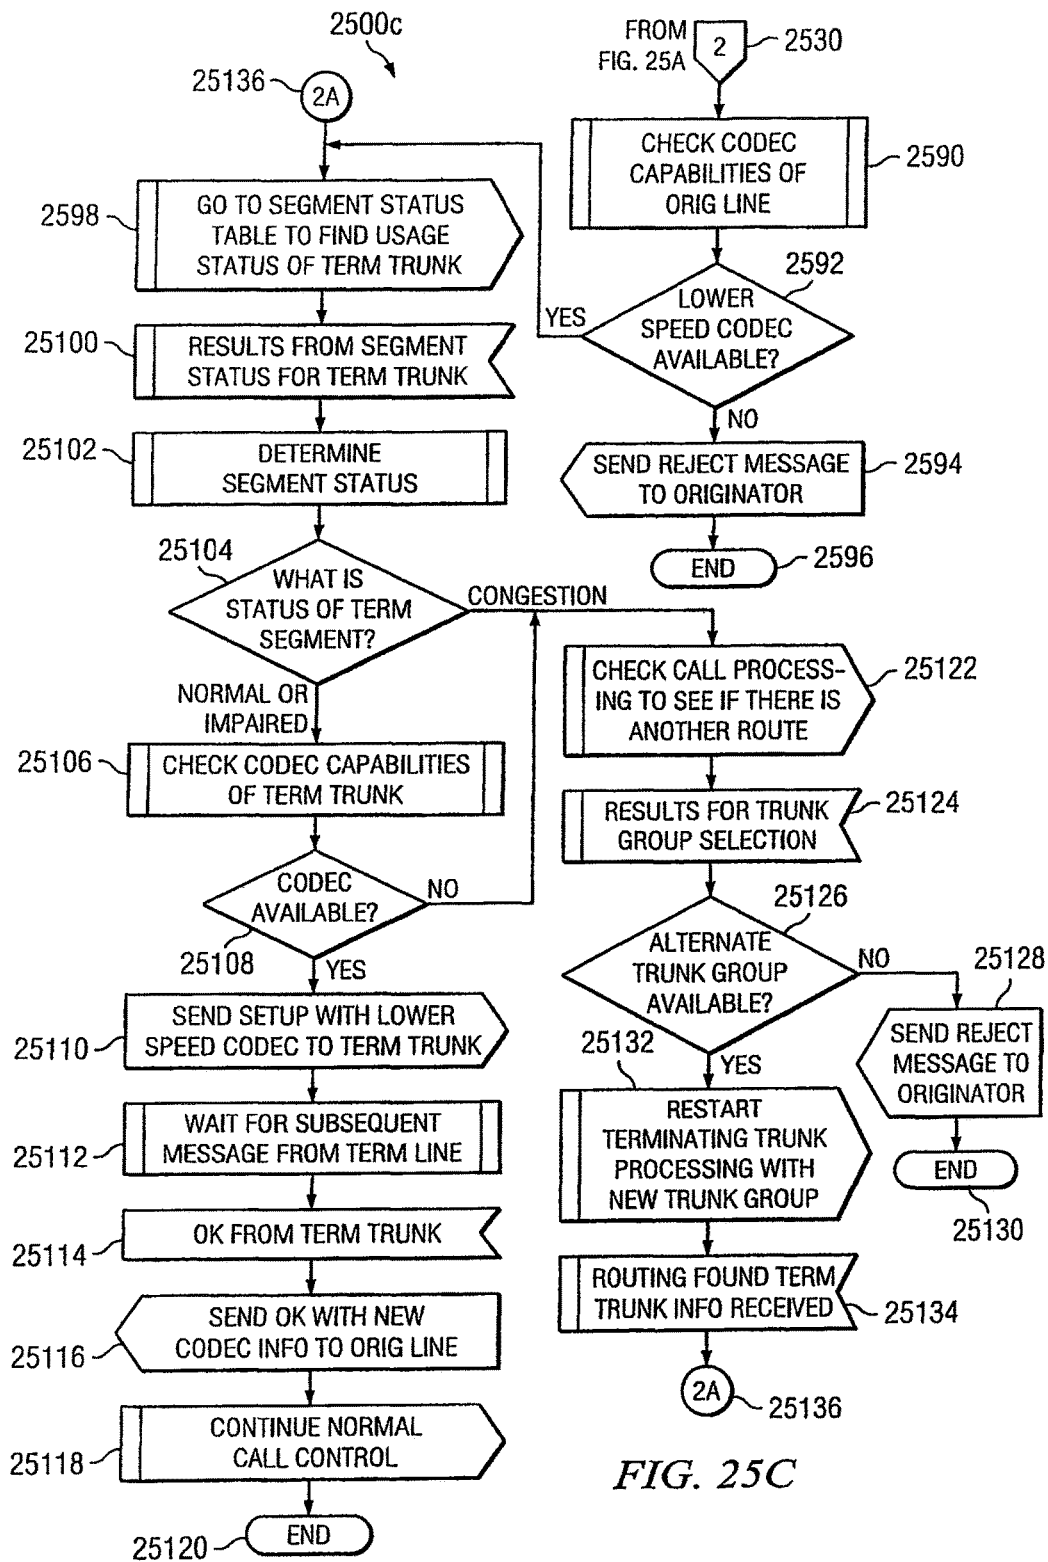 2500c
25136
2A
2598
GO TO SEGMENT STATUS
TABLE TO FIND USAGE
STATUS OF TERM TRUNK
25100
RESULTS FROM SEGMENT
STATUS FOR TERM TRUNK
25102
DETERMINE
SEGMENT STATUS
25104
WHAT IS
STATUS OF TERM
SEGMENT?
CONGESTION
NORMAL OR
IMPAIRED
25106
CHECK CODEC CAPABILITIES
OF TERM TRUNK
CODEC
AVAILABLE?
NO
25108
YES
25110
SEND SETUP WITH LOWER
SPEED CODEC TO TERM TRUNK
25112
WAIT FOR SUBSEQUENT
MESSAGE FROM TERM LINE
25114
OK FROM TERM TRUNK
25116
SEND OK WITH NEW
CODEC INFO TO ORIG LINE
25118
CONTINUE NORMAL
CALL CONTROL
25120
END
FROM
FIG. 25A
2
2530
CHECK CODEC
CAPABILITIES OF
ORIG LINE
2590
2592
LOWER
SPEED CODEC
AVAILABLE?
YES
NO
SEND REJECT MESSAGE
TO ORIGINATOR
2594
END
2596
CHECK CALL PROCESS-
ING TO SEE IF THERE IS
ANOTHER ROUTE
25122
RESULTS FOR TRUNK
GROUP SELECTION
25124
25126
ALTERNATE
TRUNK GROUP
AVAILABLE?
NO
25128
SEND REJECT
MESSAGE TO
ORIGINATOR
END
25130
YES
25132
RESTART
TERMINATING TRUNK
PROCESSING WITH
NEW TRUNK GROUP
ROUTING FOUND TERM
TRUNK INFO RECEIVED
25134
2A
25136
FIG. 25C